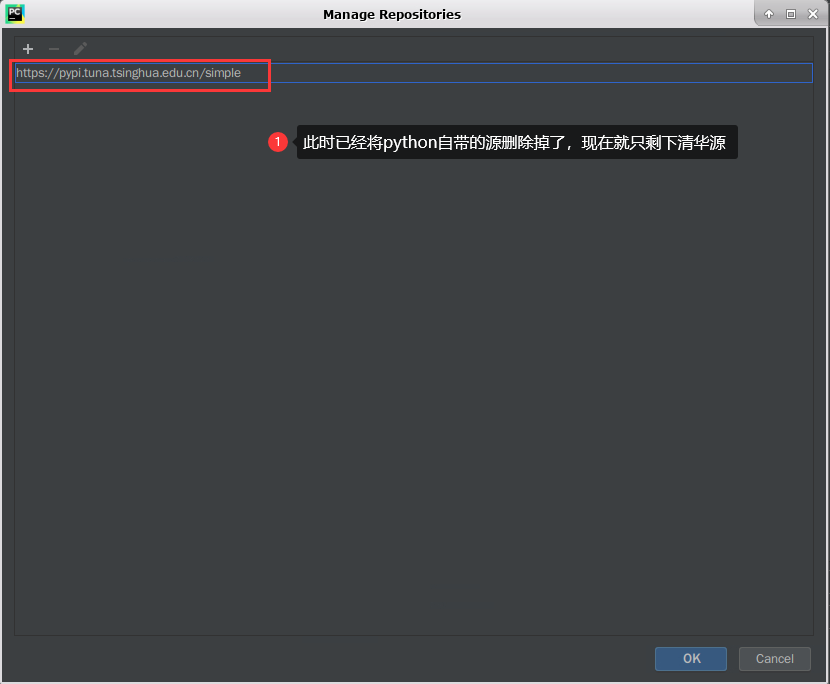 PC
Manage Repositories
https://pypi.tuna.tsinghua.edu.cn/simple
1
此时已经将python自带的源删除掉了，现在就只剩下清华源
OK
Cancel